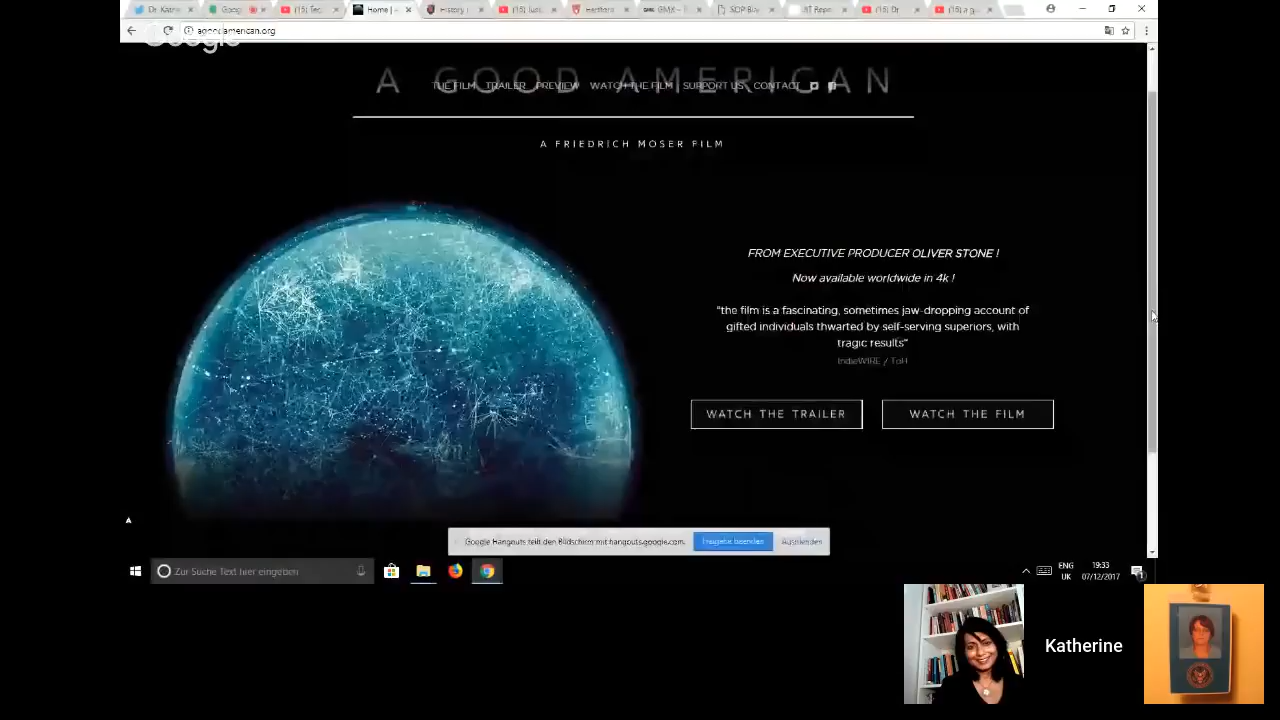 Home
agoodamerican.org
Google
A GOOD AMERICAN
THE FILM TRAILER PREVIEW WATCH THE FILM SUPPORT US CONTACT
A FRIEDRICH MOSER FILM
FROM EXECUTIVE PRODUCER OLIVER STONE !
Now available worldwide in 4k !
"the film is a fascinating, sometimes jaw-dropping account of
gifted individuals thwarted by self-serving superiors, with
tragic results"
IndieWIRE / ToH
WATCH THE TRAILER WATCH THE FILM
Google Hangouts teilt den Bildschirm mit hangouts.google.com.
Freigabe beenden Ausblenden
Zur Suche Text hier eingeben
ENG
UK
19:33
07/12/2017
Katherine